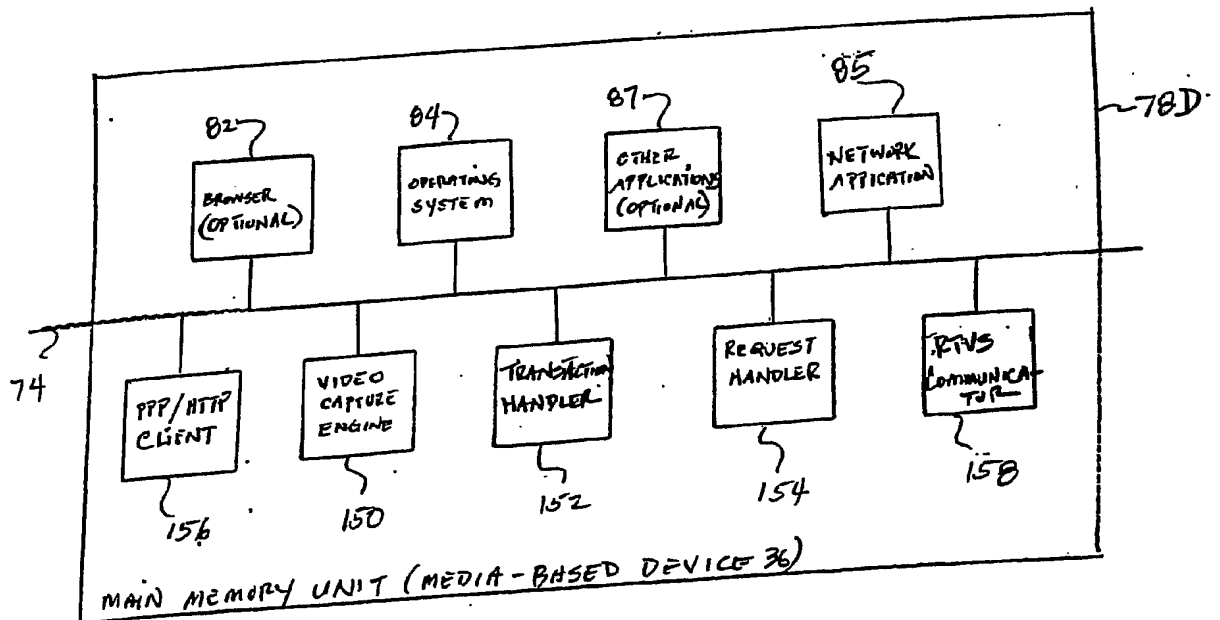 85
87
84
82
78D
NETWORK
APPLICATION
OTHER
APPLICATIONS
(OPTIONAL)
OPERATING
SYSTEM
BROWSER
(OPTIONAL)
74
PPP/HTTP
CLIENT
VIDEO
CAPTURE
ENGINE
TRANSACTION
HANDLER
REQUEST
HANDLER
RTVS
COMMUNICA-
TOR
156
150
152
154
158
MAIN MEMORY UNIT (MEDIA-BASED DEVICE 36)